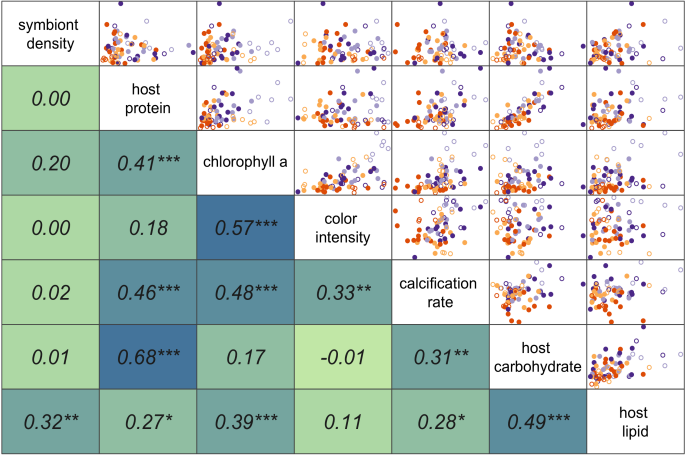 symbiont
density
0.00
host
protein
0.20
0.41***
chlorophyll a
0.00
0.18
0.57***
color
intensity
0.02
0.46***
0.48***
0.33**
calcification
rate
0.01
0.68***
0.17
-0.01
0.31**
host
carbohydrate
0.32**
0.27*
0.39***
0.11
0.28*
0.49***
host
lipid